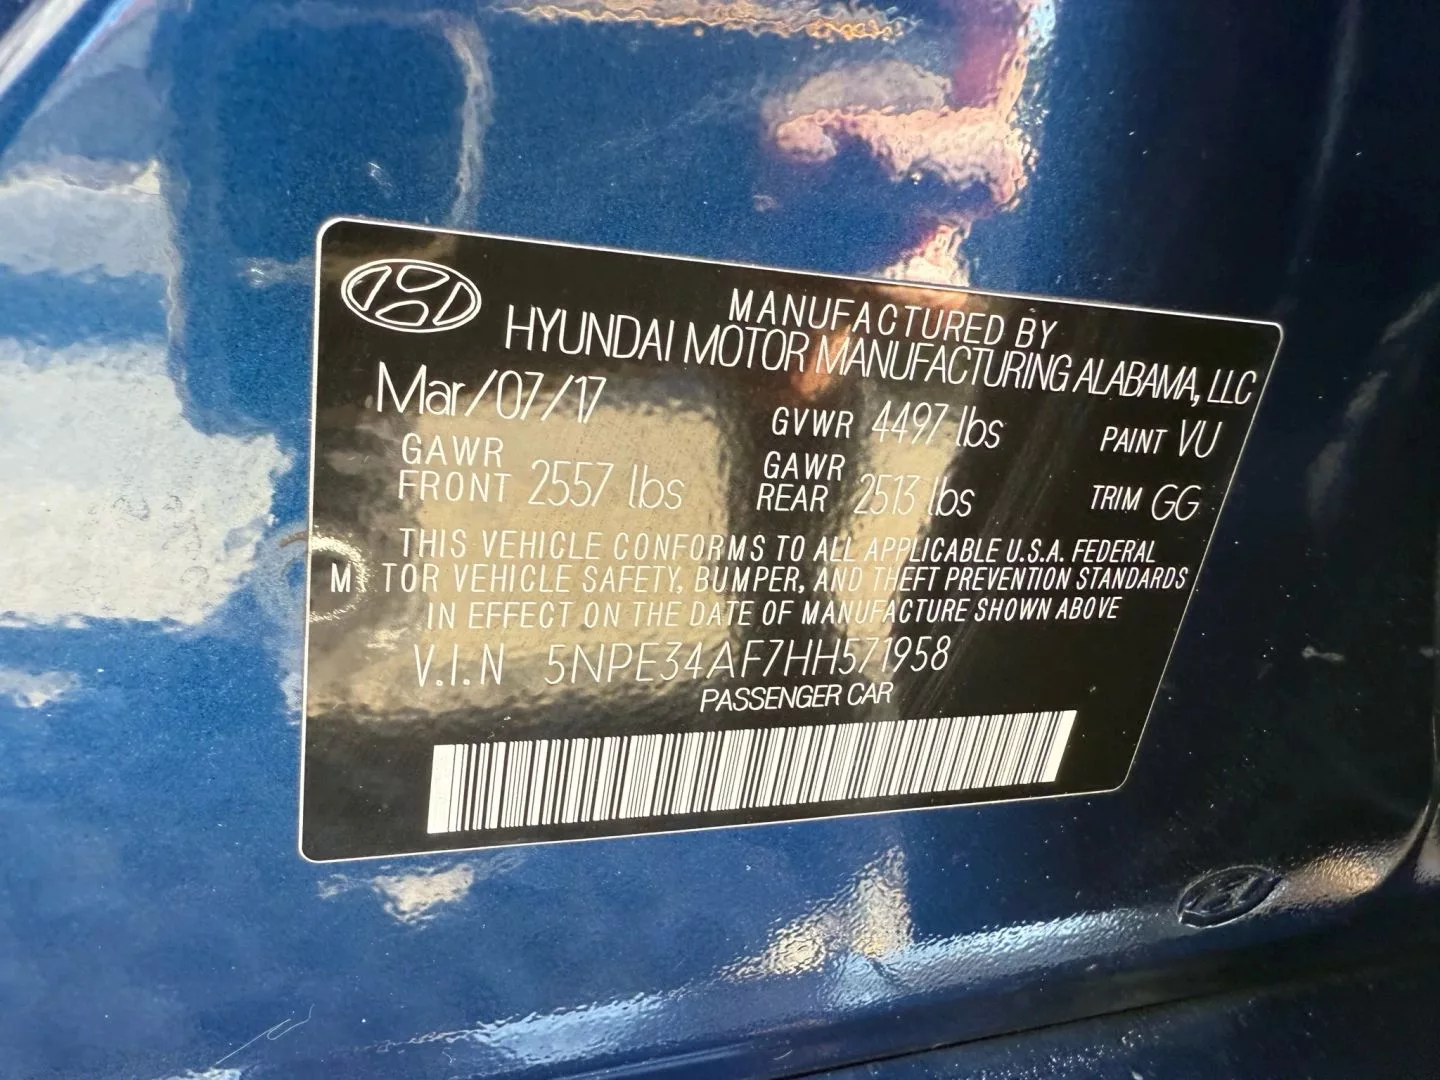 MANUFACTURED BY
HYUNDAI MOTOR MANUFACTURING ALABAMA, LLC
Mar/07/17 GVWR 4497 lbs PAINT VU
GAWR FRONT 2557 lbs GAWR REAR 2513 lbs TRIM GG
THIS VEHICLE CONFORMS TO ALL APPLICABLE U.S.A. FEDERAL
M TOR VEHICLE SAFETY, BUMPER, AND THEFT PREVENTION STANDARDS
IN EFFECT ON THE DATE OF MANUFACTURE SHOWN ABOVE
V.I.N 5NPE34AF7HH571958
PASSENGER CAR